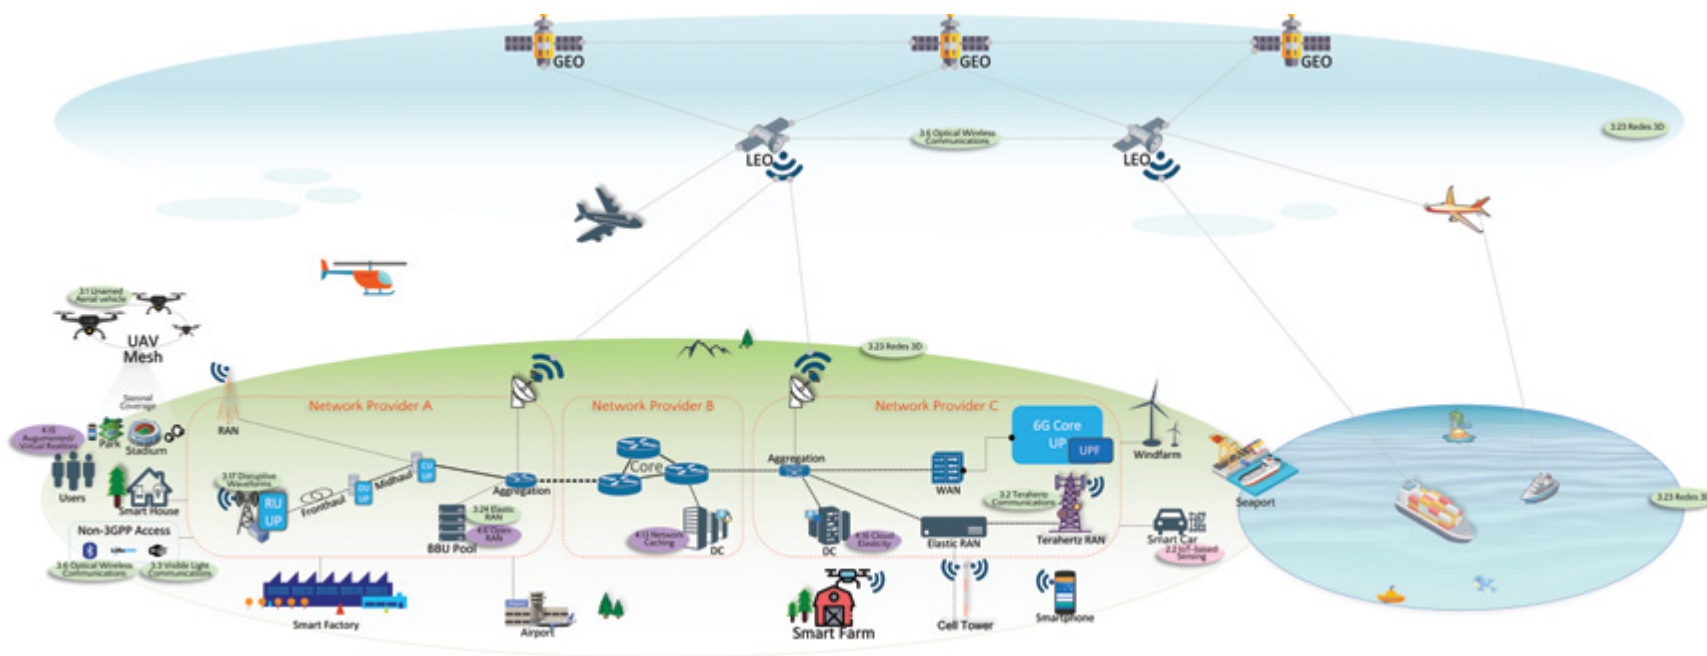 GEO
GEO
GEO
3.6 Optical Wireless
Communications
3.23 Redes 3D
LEO
LEO
3.1 Unamed
Aerial vehicle
UAV
Mesh
Sazonal
Coverage
3.23 Redes 3D
Network Provider A
Network Provider B
Network Provider C
RAN
4.15
Augumented/
Virtual Realities
Park
Stadium
Users
Smart House
3.17 Disruptive
Waveforms
RU
UP
Fronthaul
DU
UP
Midhaul
CU
UP
Aggregation
Core
Aggregation
WAN
6G Core
UP
UPF
Windfarm
Seaport
3.23 Redes 3D
3.24 Elastic
RAN
4.6 Open
RAN
BBU Pool
4.13 Network
Caching
DC
DC
4.16 Cloud
Elasticity
Elastic RAN
3.2 Terahertz
Communications
Terahertz RAN
Smart Car
2.2 IoT-based
Sensing
Non-3GPP Access
3.6 Optical Wireless
Communications
3.3 Visible Light
Communications
Smart Factory
Airport
Smart Farm
Cell Tower
Smartphone